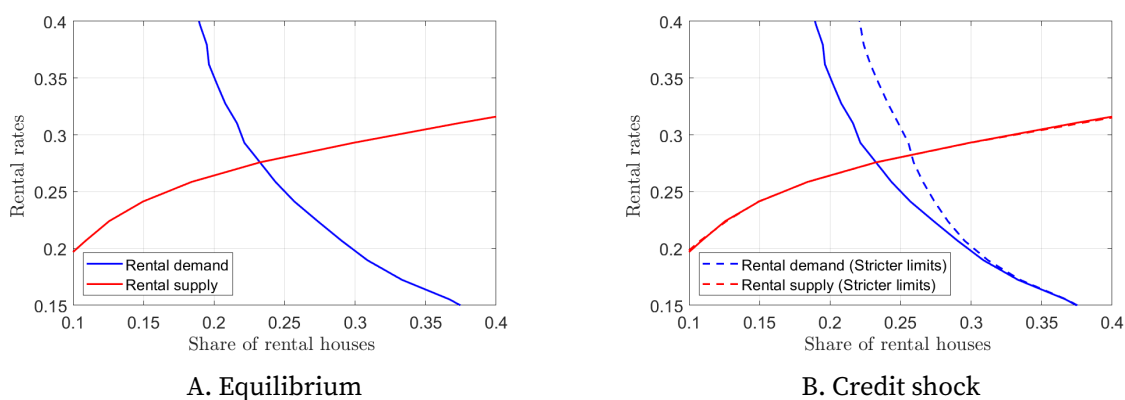 0.4
0.35
0.3
0.25
0.2
0.15
Rental rates
Rental demand
Rental supply
0.1 0.15 0.2 0.25 0.3 0.35 0.4
Share of rental houses
A. Equilibrium
0.4
0.35
0.3
0.25
0.2
0.15
Rental rates
Rental demand (Stricter limits)
Rental supply (Stricter limits)
0.1 0.15 0.2 0.25 0.3 0.35 0.4
Share of rental houses
B. Credit shock